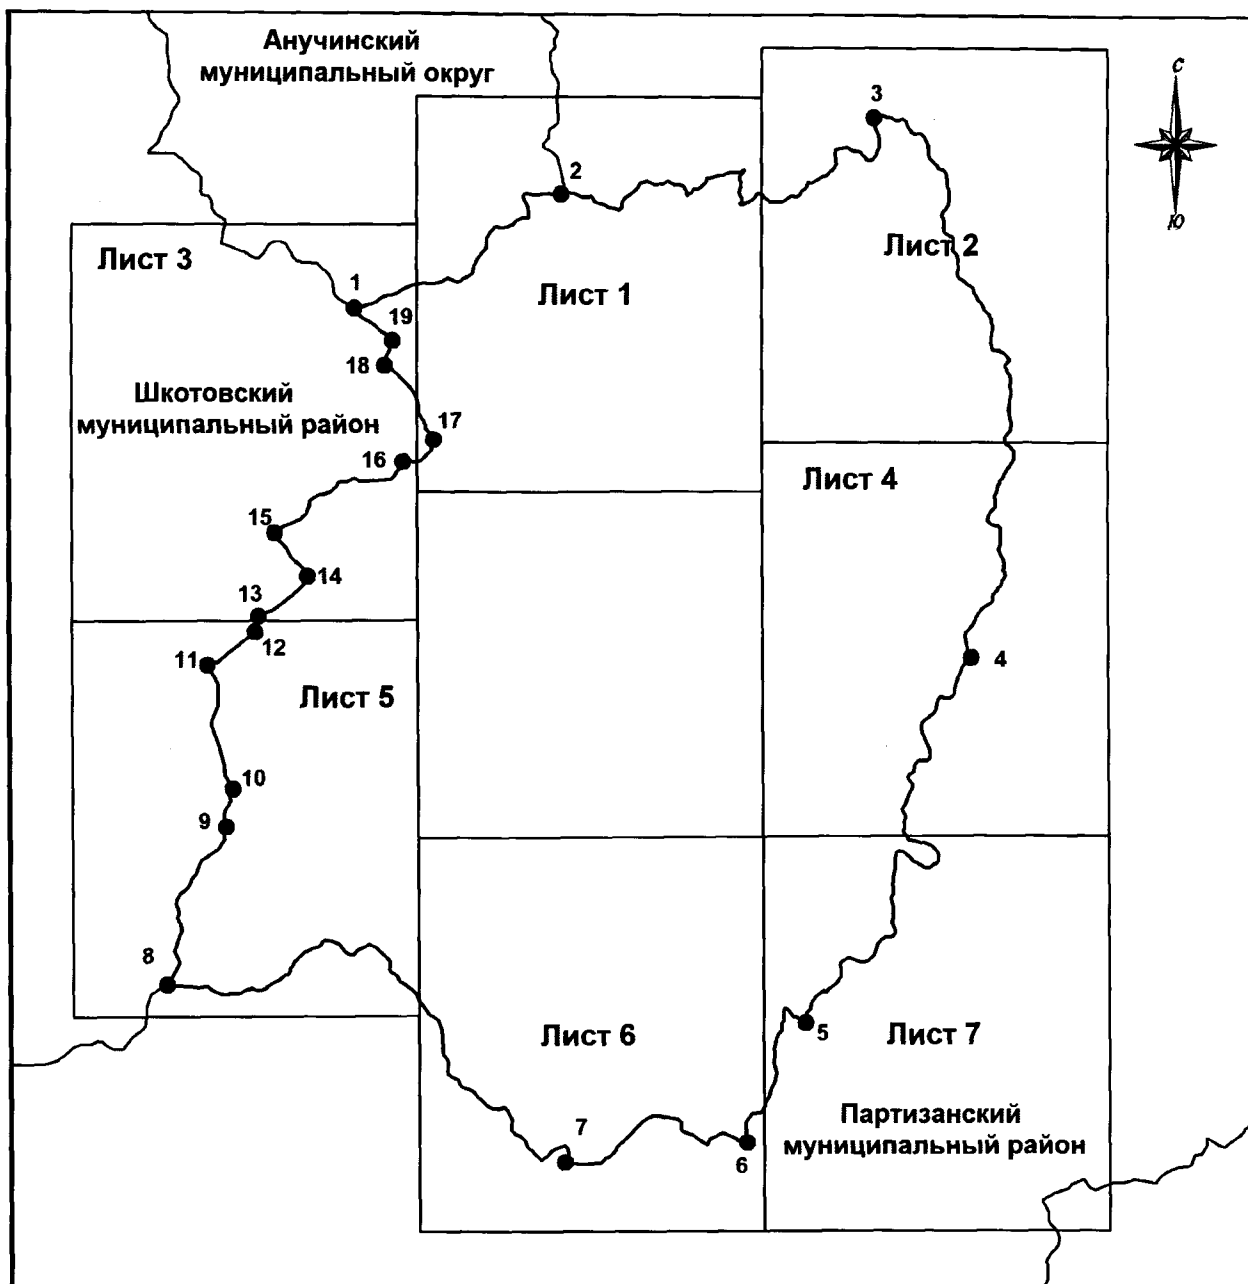 Анучинский
муниципальный округ
С
3
2
Лист 3
Лист 2
Ю
1
Лист 1
19
18
Шкотовский
муниципальный район
17
16
Лист 4
15
14
13
12
11
4
Лист 5
10
9
8
5
Лист 6
Лист 7
Партизанский
муниципальный район
7
6